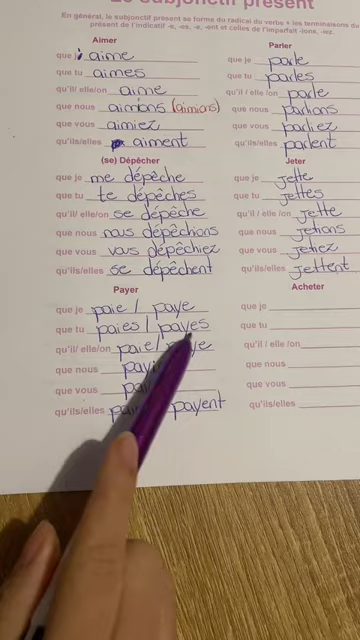 Le subjonctif présent
En général, le subjonctif présent se forme du radical du verbe + les terminaisons du
présent de l'indicatif -e, -es, -e, -ent et celles de l'imparfait -ions, -iez.
Aimer
que j' aime
que tu aimes
qu'il/ elle/on aime
que nous aimions (aimions)
que vous aimiez
qu'ils/elles aiment
(se) Dépêcher
que je me dépêche
que tu te dépêches
qu'il/ elle/on se dépêche
que nous nous dépêchions
que vous vous dépêchiez
qu'ils/elles se dépêchent
Payer
que je paie / paye
que tu paies / payes
qu'il/ elle/on paie/
que nous
que vous
qu'ils/elles payent
Parler
que je parle
que tu parles
qu'il / elle /on parle
que nous parlions
que vous parliez
qu'ils/elles parlent
Jeter
que je jette
que tu jettes
qu'il / elle /on jette
que nous jetions
que vous jetiez
qu'ils/elles jettent
Acheter
que je
que tu
qu'il / elle /on
que nous
que vous
qu'ils/elles